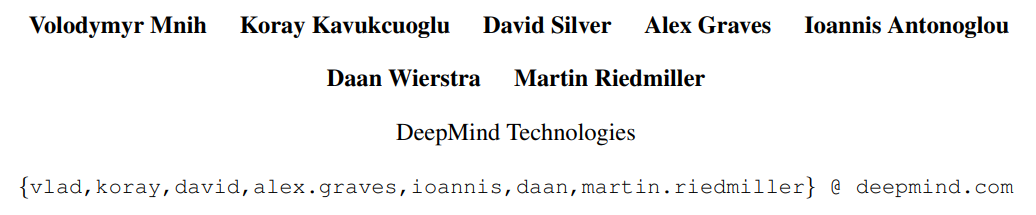 Volodymyr Mnih Koray Kavukcuoglu David Silver Alex Graves Ioannis Antonoglou
Daan Wierstra Martin Riedmiller
DeepMind Technologies
{vlad,koray,david,alex.graves,ioannis,daan,martin.riedmiller} @ deepmind.com